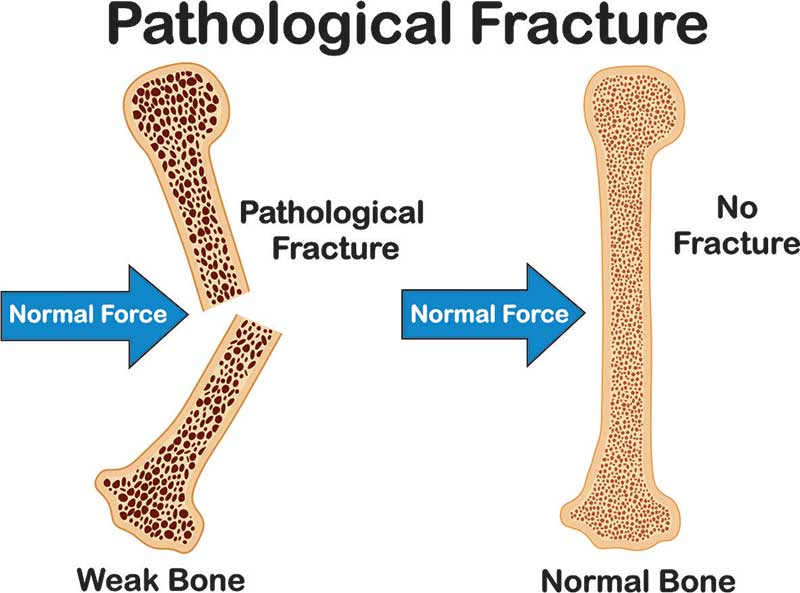 Pathological Fracture
Pathological
Fracture
Normal Force
Weak Bone
No
Fracture
Normal Force
Normal Bone